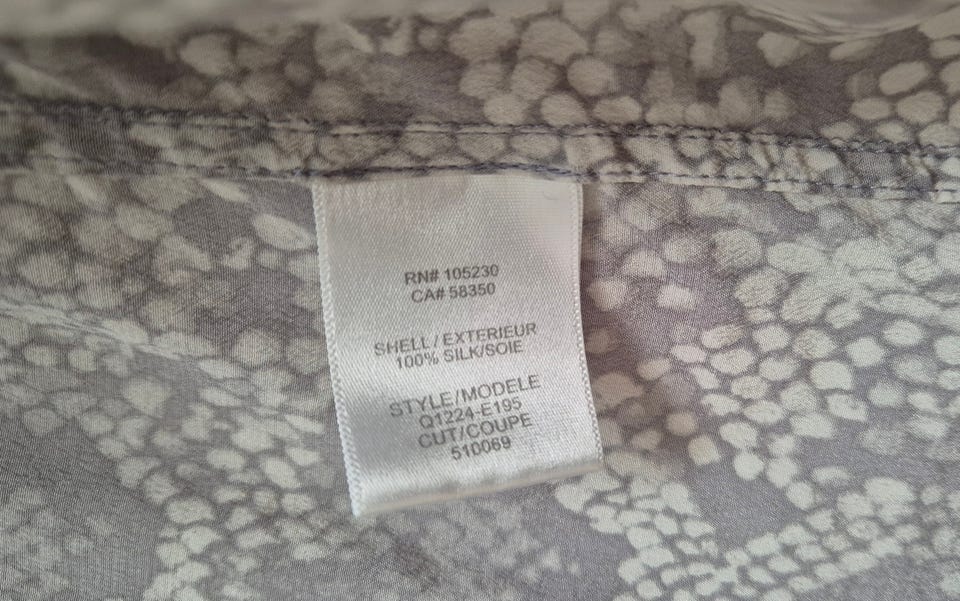 RN# 105230
CA# 58350
SHELL/EXTERIEUR
100% SILK/SOIE
STYLE/MODELE
Q1224-E195
CUT/COUPE
510069